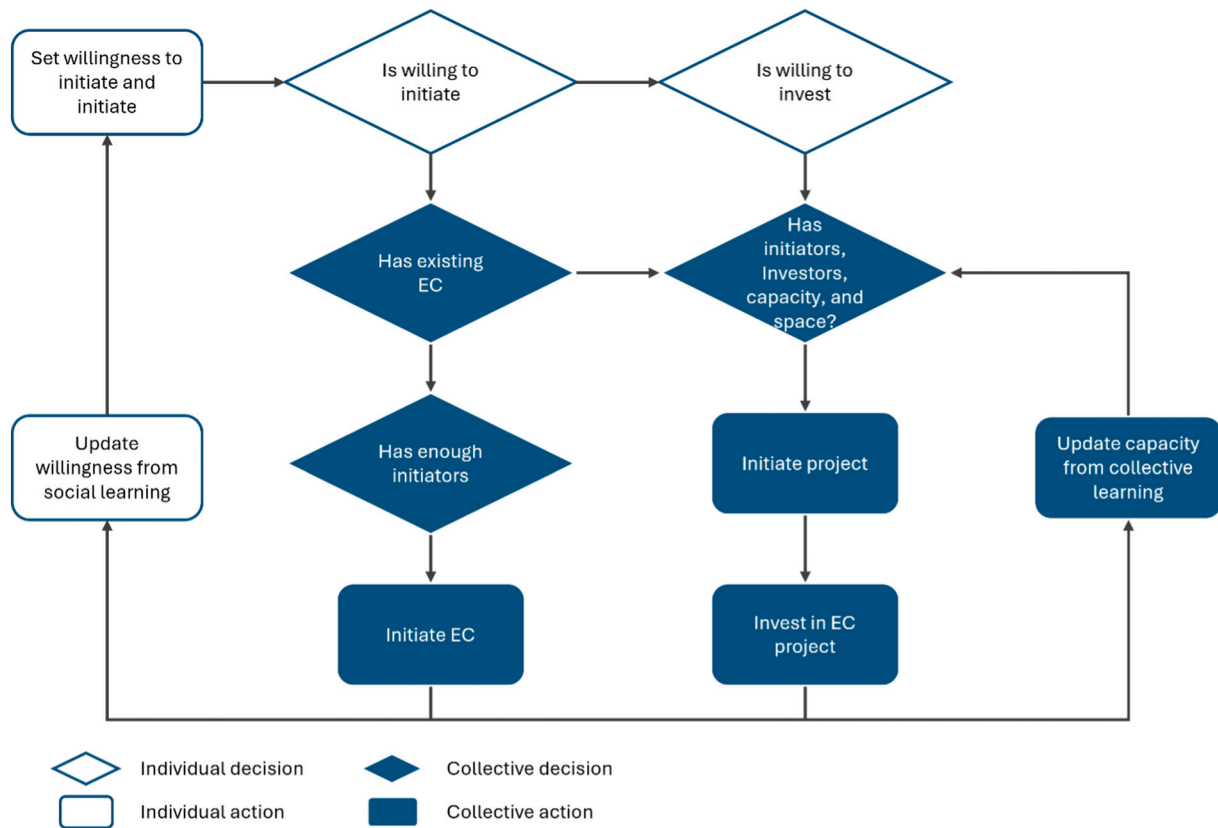 Set willingness to
initiate and
initiate
Is willing to
initiate
Is willing to
invest
Has existing
EC
Has
initiators,
Investors,
capacity, and
space?
Update
willingness from
social learning
Has enough
initiators
Initiate project
Update capacity
from collective
learning
Initiate EC
Invest in EC
project
Individual decision
Collective decision
Individual action
Collective action